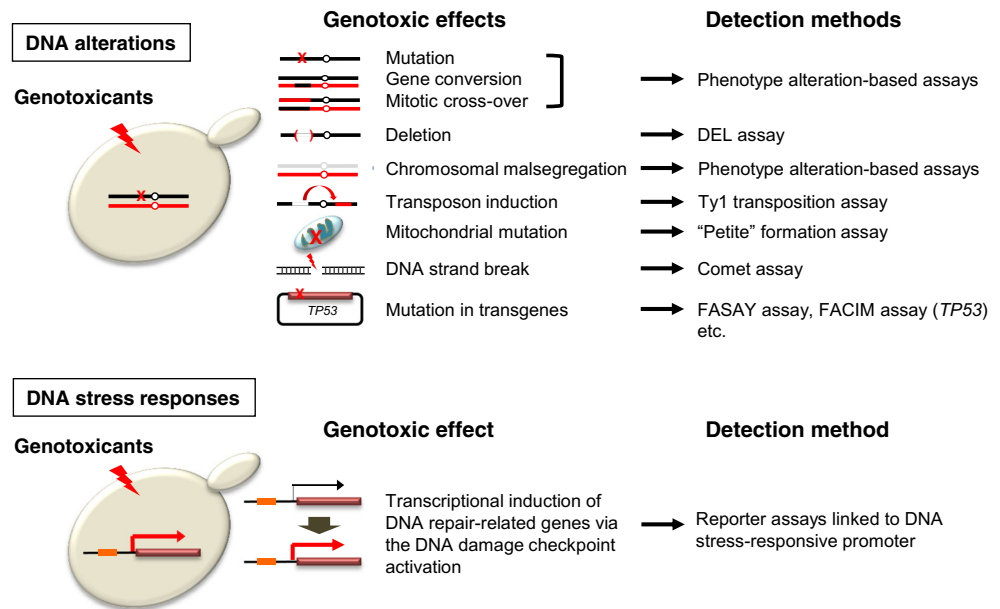 Genotoxic effects
Detection methods
DNA alterations
Genotoxicants
X
Mutation
Gene conversion
Mitotic cross-over
Phenotype alteration-based assays
Deletion
DEL assay
Chromosomal malsegregation
Phenotype alteration-based assays
Transposon induction
Ty1 transposition assay
X
Mitochondrial mutation
“Petite” formation assay
DNA strand break
Comet assay
X
TP53
Mutation in transgenes
FASAY assay, FACIM assay (TP53)
etc.
X
DNA stress responses
Genotoxicants
Genotoxic effect
Detection method
Transcriptional induction of
DNA repair-related genes via
the DNA damage checkpoint
activation
Reporter assays linked to DNA
stress-responsive promoter